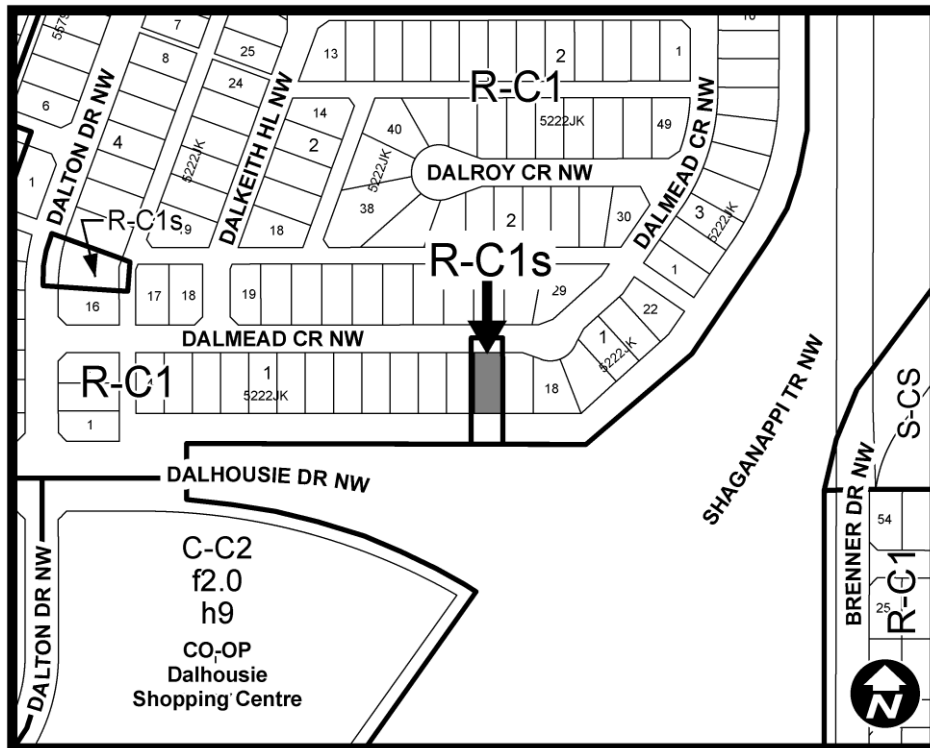 5579
7
13
2
1
10
25
8
24
R-C1
DALTON DR NW
DALKEITH HL NW
DALMEAD CR NW
6
14
40
5222JK
49
4
2
5222JK
5222JK
DALROY CR NW
1
38
2
30
3
5222JK
R-C1s
18
R-C1s
1
16
17
18
19
29
22
DALMEAD CR NW
7
5222JK
R-C1
1
5222JK
18
1
SHAGANAPPI TR NW
S-CS
DALHOUSIE DR NW
DALTON DR NW
C-C2
f2.0
h9
CO-OP
Dalhousie
Shopping Centre
BRENNER DR NW
54
25
R-C1
N